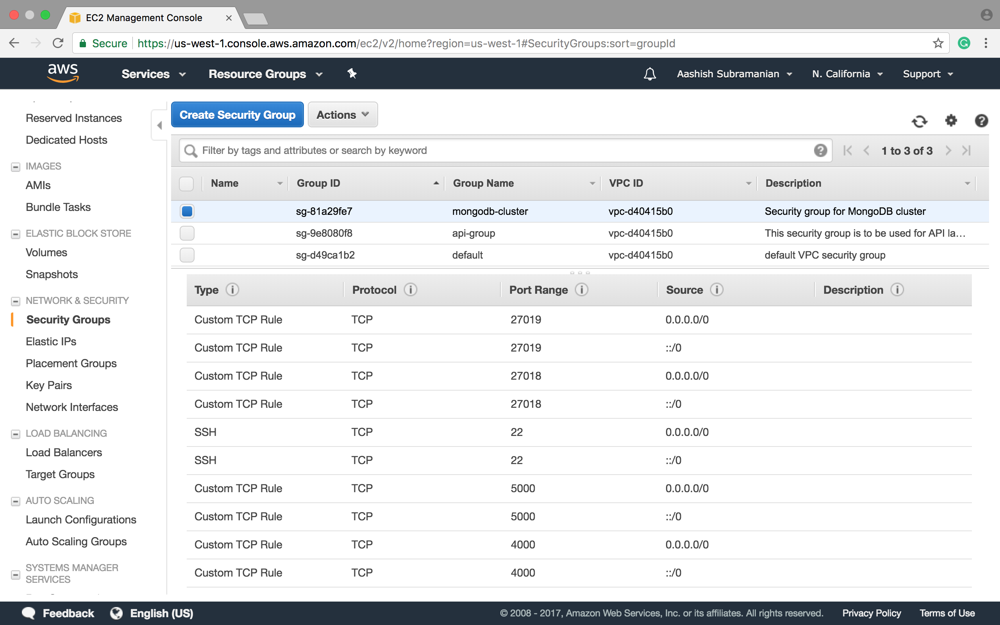 EC2 Management Console
Secure https://us-west-1.console.aws.amazon.com/ec2/v2/home?region=us-west-1#SecurityGroups:sort=groupId
aws Services Resource Groups Aashish Subramanian N. California Support
Reserved Instances
Dedicated Hosts
IMAGES
AMIs
Bundle Tasks
ELASTIC BLOCK STORE
Volumes
Snapshots
NETWORK & SECURITY
Security Groups
Elastic IPs
Placement Groups
Key Pairs
Network Interfaces
LOAD BALANCING
Load Balancers
Target Groups
AUTO SCALING
Launch Configurations
Auto Scaling Groups
SYSTEMS MANAGER
SERVICES
Create Security Group Actions
Filter by tags and attributes or search by keyword 1 to 3 of 3
Name Group ID Group Name VPC ID Description
sg-81a29fe7 mongodb-cluster vpc-d40415b0 Security group for MongoDB cluster
sg-9e8080f8 api-group vpc-d40415b0 This security group is to be used for API la…
sg-d49ca1b2 default vpc-d40415b0 default VPC security group
Type Protocol Port Range Source Description
Custom TCP Rule TCP 27019 0.0.0.0/0
Custom TCP Rule TCP 27019 ::/0
Custom TCP Rule TCP 27018 0.0.0.0/0
Custom TCP Rule TCP 27018 ::/0
SSH TCP 22 0.0.0.0/0
SSH TCP 22 ::/0
Custom TCP Rule TCP 5000 0.0.0.0/0
Custom TCP Rule TCP 5000 ::/0
Custom TCP Rule TCP 4000 0.0.0.0/0
Custom TCP Rule TCP 4000 ::/0
Feedback English (US) © 2008 - 2017, Amazon Web Services, Inc. or its affiliates. All rights reserved. Privacy Policy Terms of Use